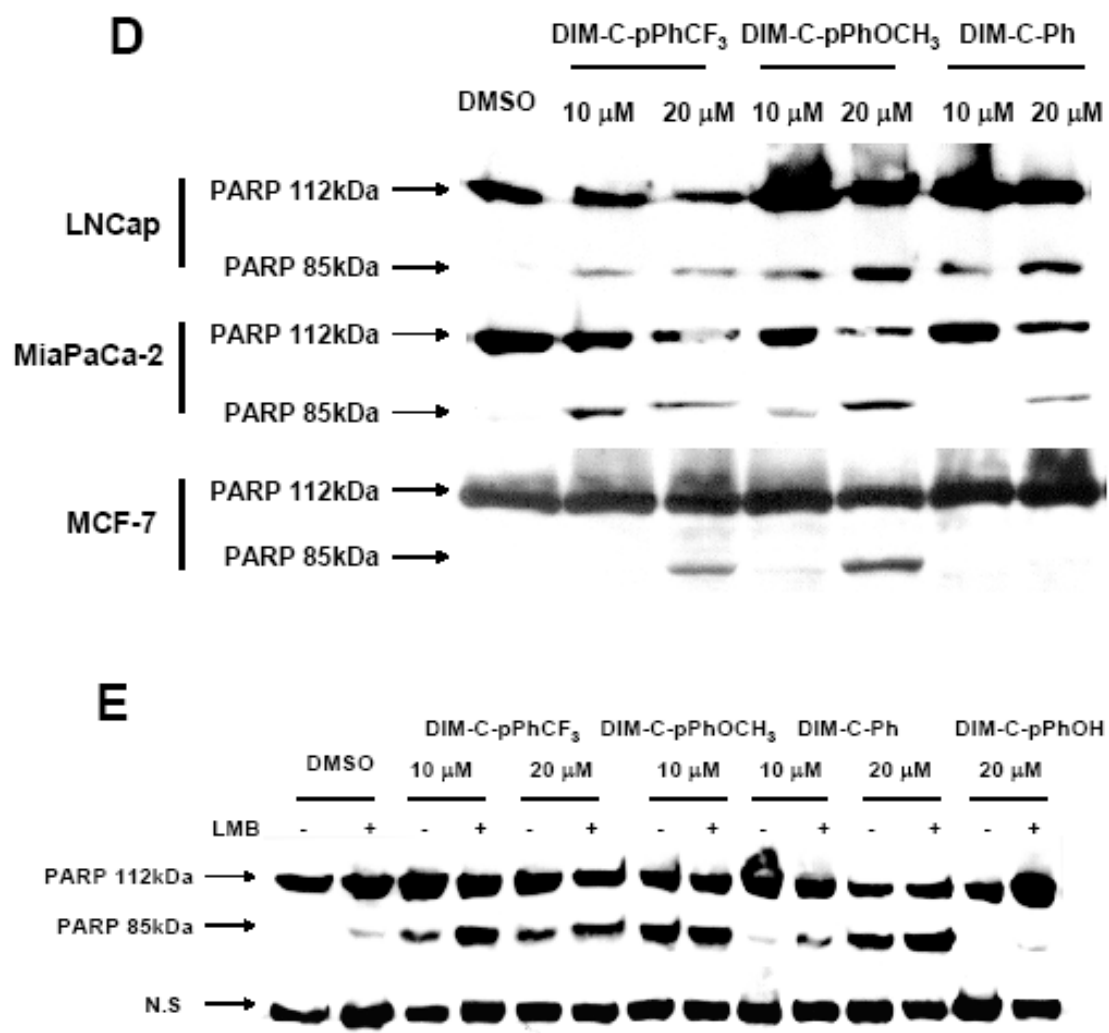 D
DIM-C-pPhCF₃ DIM-C-pPhOCH₃ DIM-C-Ph
DMSO 10 µM 20 µM 10 µM 20 µM 10 µM 20 µM
LNCap
PARP 112kDa
PARP 85kDa
MiaPaCa-2
PARP 112kDa
PARP 85kDa
MCF-7
PARP 112kDa
PARP 85kDa
E
DIM-C-pPhCF₃ DIM-C-pPhOCH₃ DIM-C-Ph DIM-C-pPhOH
DMSO 10 µM 20 µM 10 µM 10 µM 20 µM 20 µM
LMB - + - + - + - + - + - + - +
PARP 112kDa
PARP 85kDa
N.S